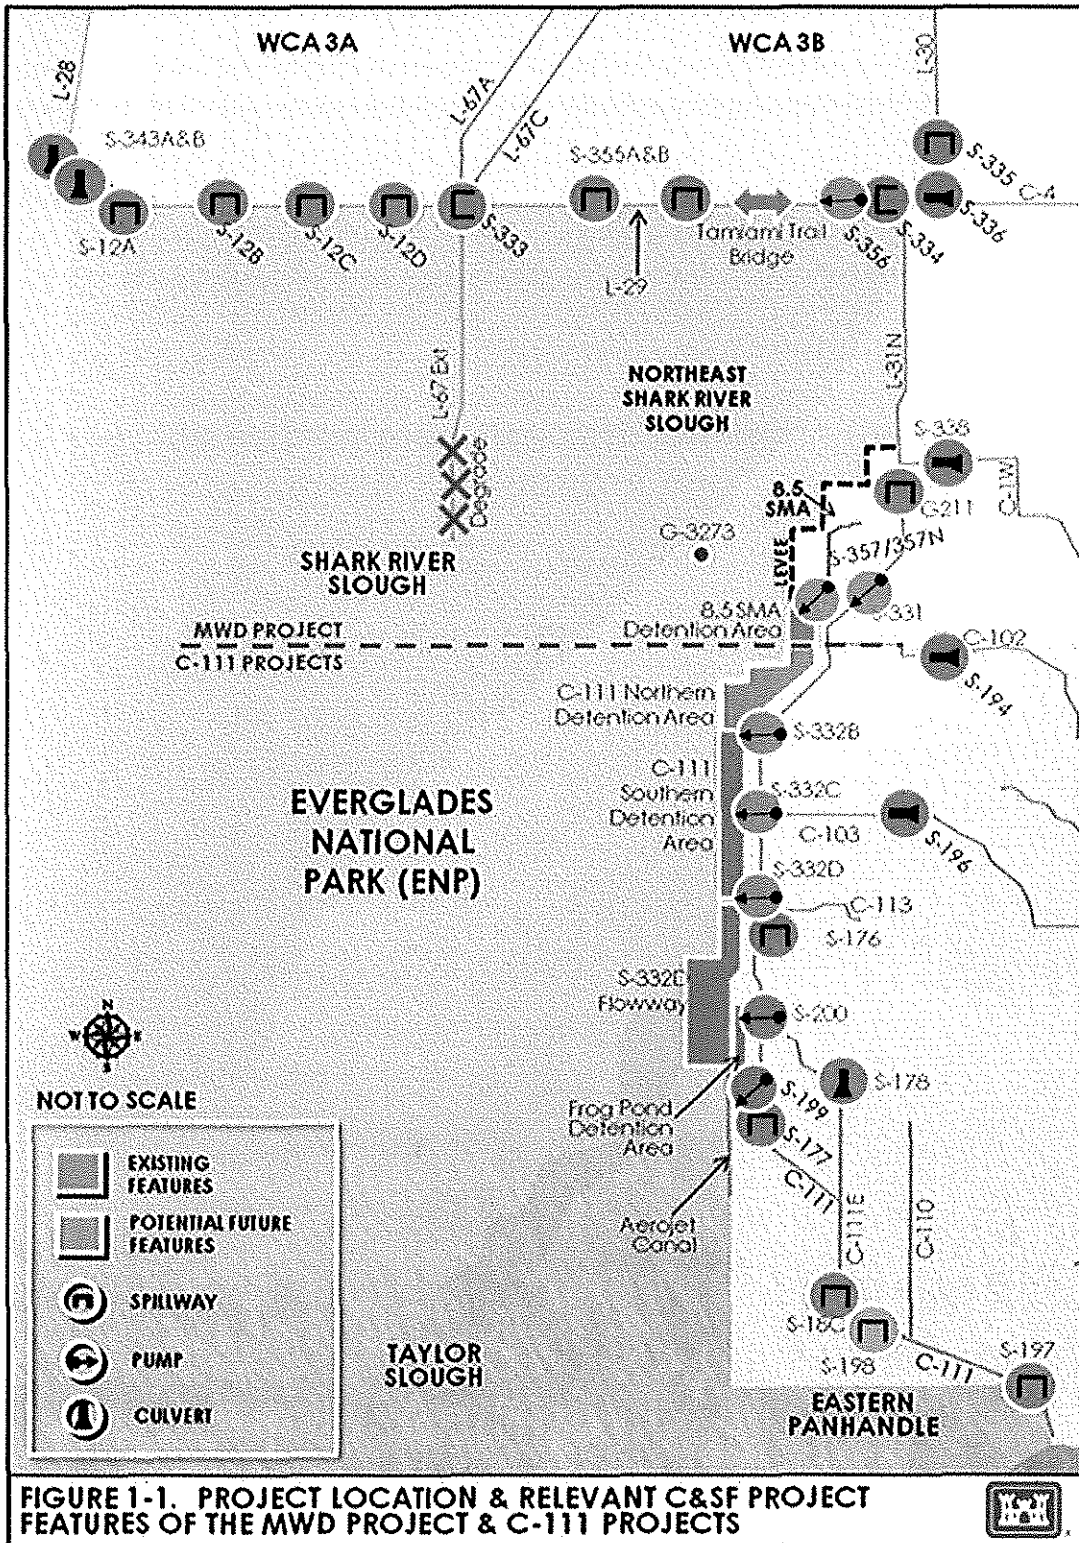 WCA 3A
WCA 3B
L-28
L-67A
L-67C
L-30
S-343A&B
S-355A&B
S-335
C-4
S-336
S-12A
S-12B
S-12C
S-12D
S-333
Tamiami Trail
Bridge
S-356
S-334
L-29
L-67 Ext
L-31N
NORTHEAST
SHARK RIVER
SLOUGH
S-338
Degrade
8.5
SMA
G211
C-1W
G-3273
S-357/357N
SHARK RIVER
SLOUGH
LEVEE
8.5 SMA
Detention Area
S-331
MWD PROJECT
C-111 PROJECTS
C-102
S-194
C-111 Northern
Detention Area
S-332B
C-111
Southern
Detention
Area
S-332C
C-103
S-196
EVERGLADES
NATIONAL
PARK (ENP)
S-332D
C-113
S-176
S-332D
Flowway
S-200
N
W
E
S
NOT TO SCALE
S-178
Frog Pond
Detention
Area
S-199
S-177
C-111
C-111E
C-110
Aerojet
Canal
EXISTING
FEATURES
POTENTIAL FUTURE
FEATURES
SPILLWAY
PUMP
CULVERT
S-18C
S-198
C-111
S-197
TAYLOR
SLOUGH
EASTERN
PANHANDLE
FIGURE 1-1. PROJECT LOCATION & RELEVANT C&SF PROJECT
FEATURES OF THE MWD PROJECT & C-111 PROJECTS